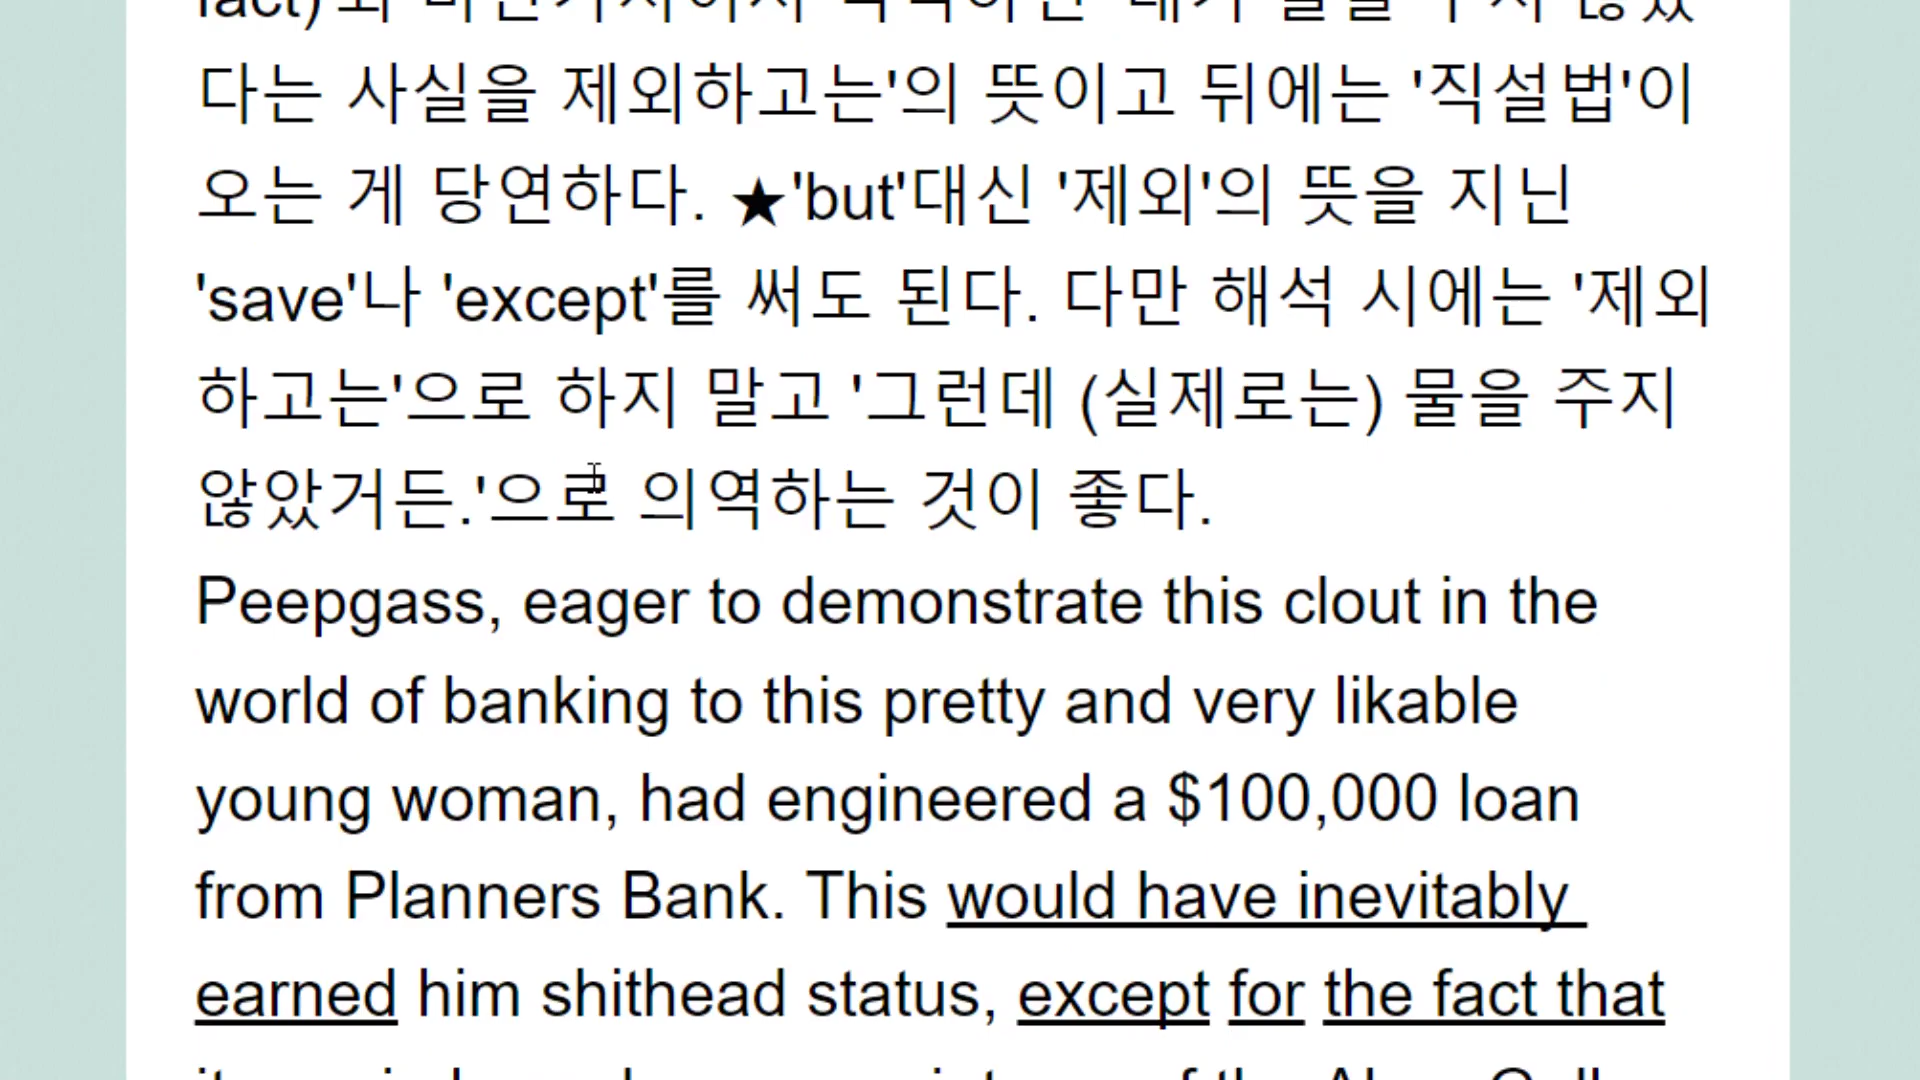 다는 사실을 제외하고는'의 뜻이고 뒤에는 '직설법'이
오는 게 당연하다. ★'but'대신 '제외'의 뜻을 지닌
'save'나 'except'를 써도 된다. 다만 해석 시에는 '제외
하고는'으로 하지 말고 '그런데 (실제로는) 물을 주지
않았거든.'으로 의역하는 것이 좋다.
Peepgass, eager to demonstrate this clout in the
world of banking to this pretty and very likable
young woman, had engineered a $100,000 loan
from Planners Bank. This would have inevitably
earned him shithead status, except for the fact that